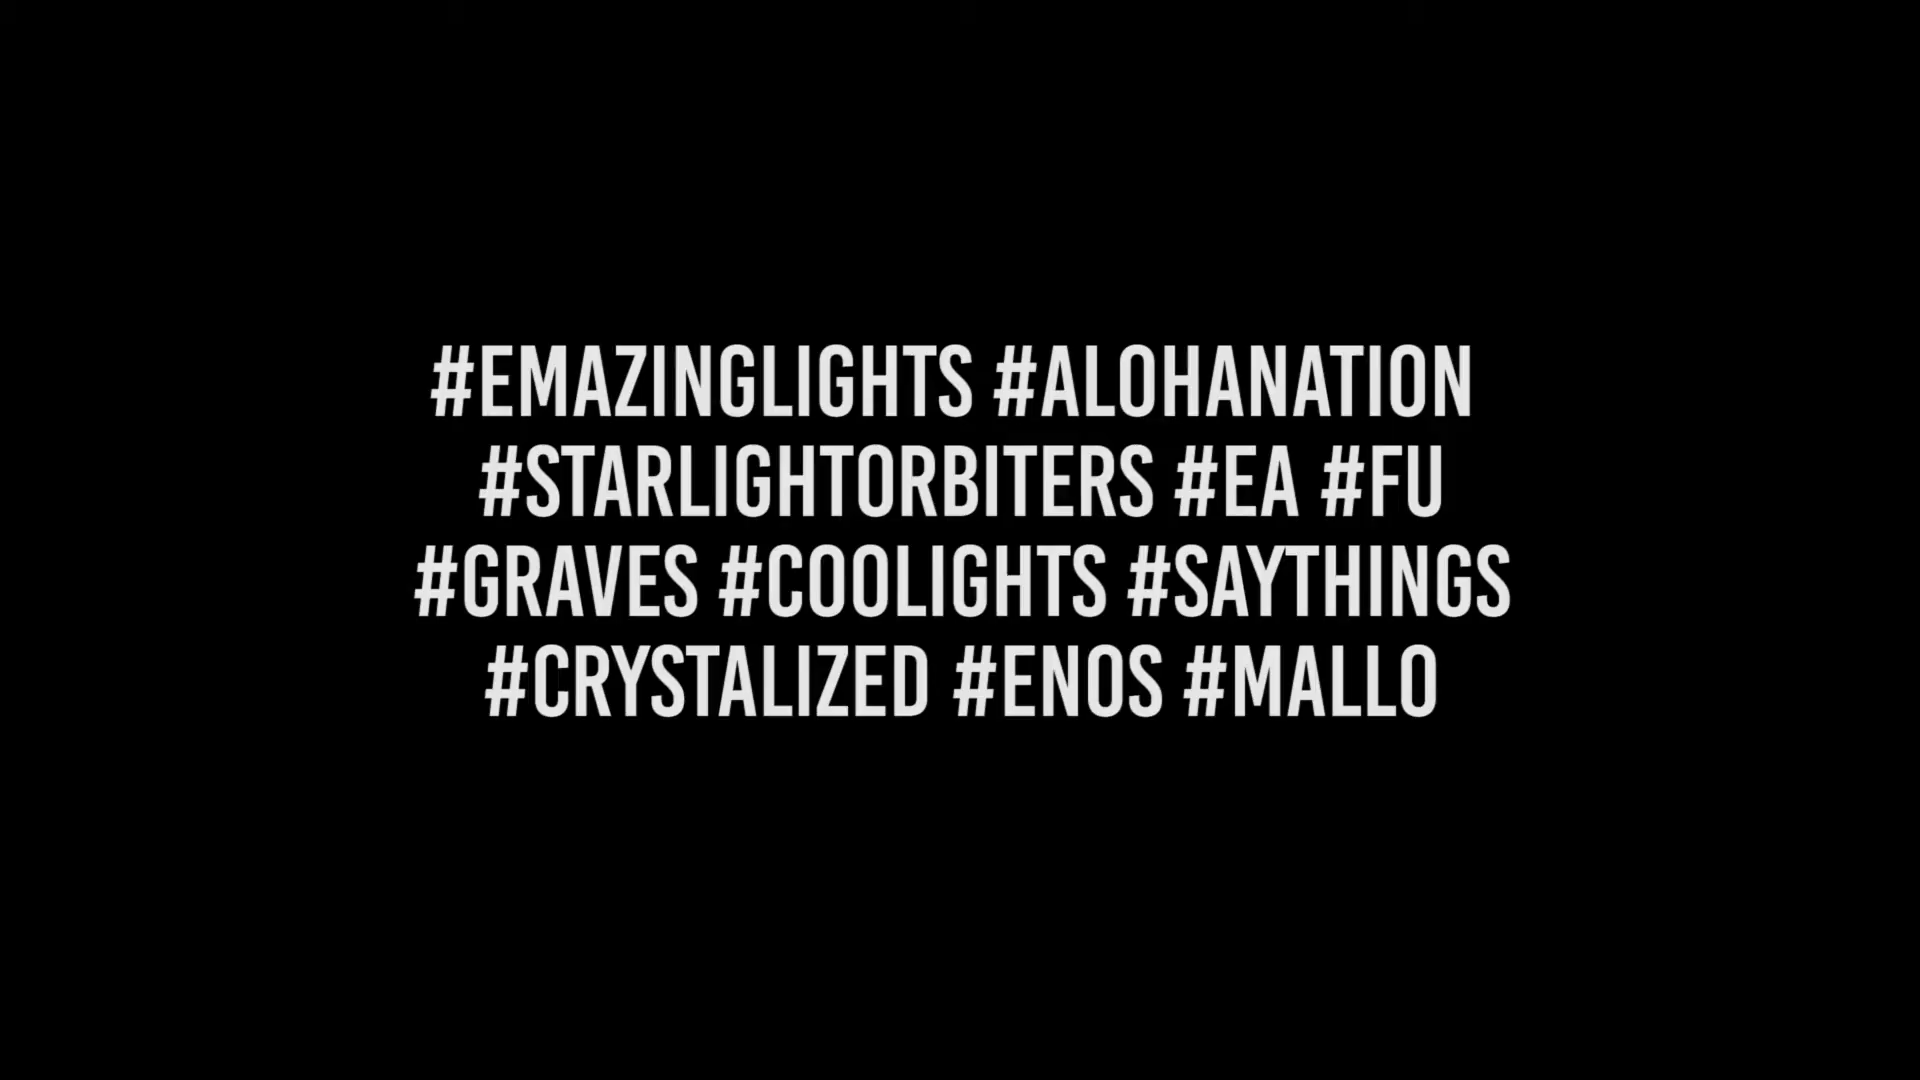 #EMAZINGLIGHTS #ALOHANATION
#STARLIGHTORBITERS #EA #FU
#GRAVES #COOLIGHTS #SAYTHINGS
#CRYSTALIZED #ENOS #MALLO